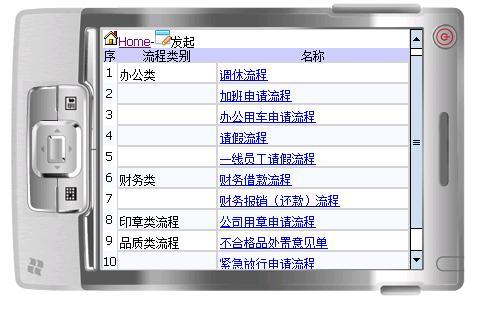 Home-发起
序 流程类别 名称
1 办公类 调休流程
2 加班申请流程
3 办公用车申请流程
4 请假流程
5 一线员工请假流程
6 财务类 财务借款流程
7 财务报销（还款）流程
8 印章类流程 公司用章申请流程
9 品质类流程 不合格品处置意见单
10 紧急放行申请流程